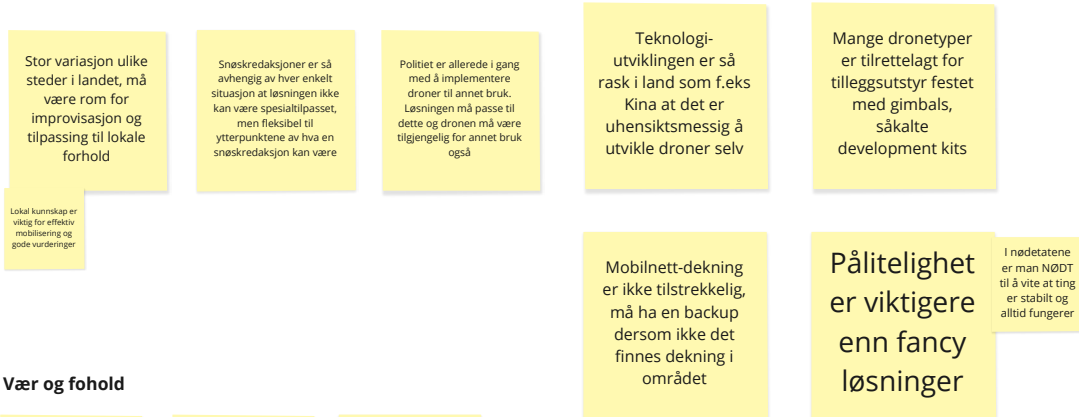 Stor variasjon ulike
steder i landet, må
være rom for
improvisasjon og
tilpassing til lokale
forhold
Lokal kunnskap er
viktig for effektiv
mobilisering og
gode vurderinger
Snøskredaksjoner er så
avhengig av hver enkelt
situasjon at løsningen ikke
kan være spesialtilpasset,
men fleksibel til
ytterpunktene av hva en
snøskredaksjon kan være
Politiet er allerede i gang
med å implementere
droner til annet bruk.
Løsningen må passe til
dette og dronen må være
tilgjengelig for annet bruk
også
Teknologi-
utviklingen er så
rask i land som f.eks
Kina at det er
uhensiktsmessig å
utvikle droner selv
Mange dronetyper
er tilrettelagt for
tilleggsutstyr festet
med gimbals,
såkalte
development kits
Mobilnett-dekning
er ikke tilstrekkelig,
må ha en backup
dersom ikke det
finnes dekning i
området
Pålitelighet
er viktigere
enn fancy
løsninger
I nødetatene
er man NØDT
til å vite at ting
er stabilt og
alltid fungerer
Vær og fohold